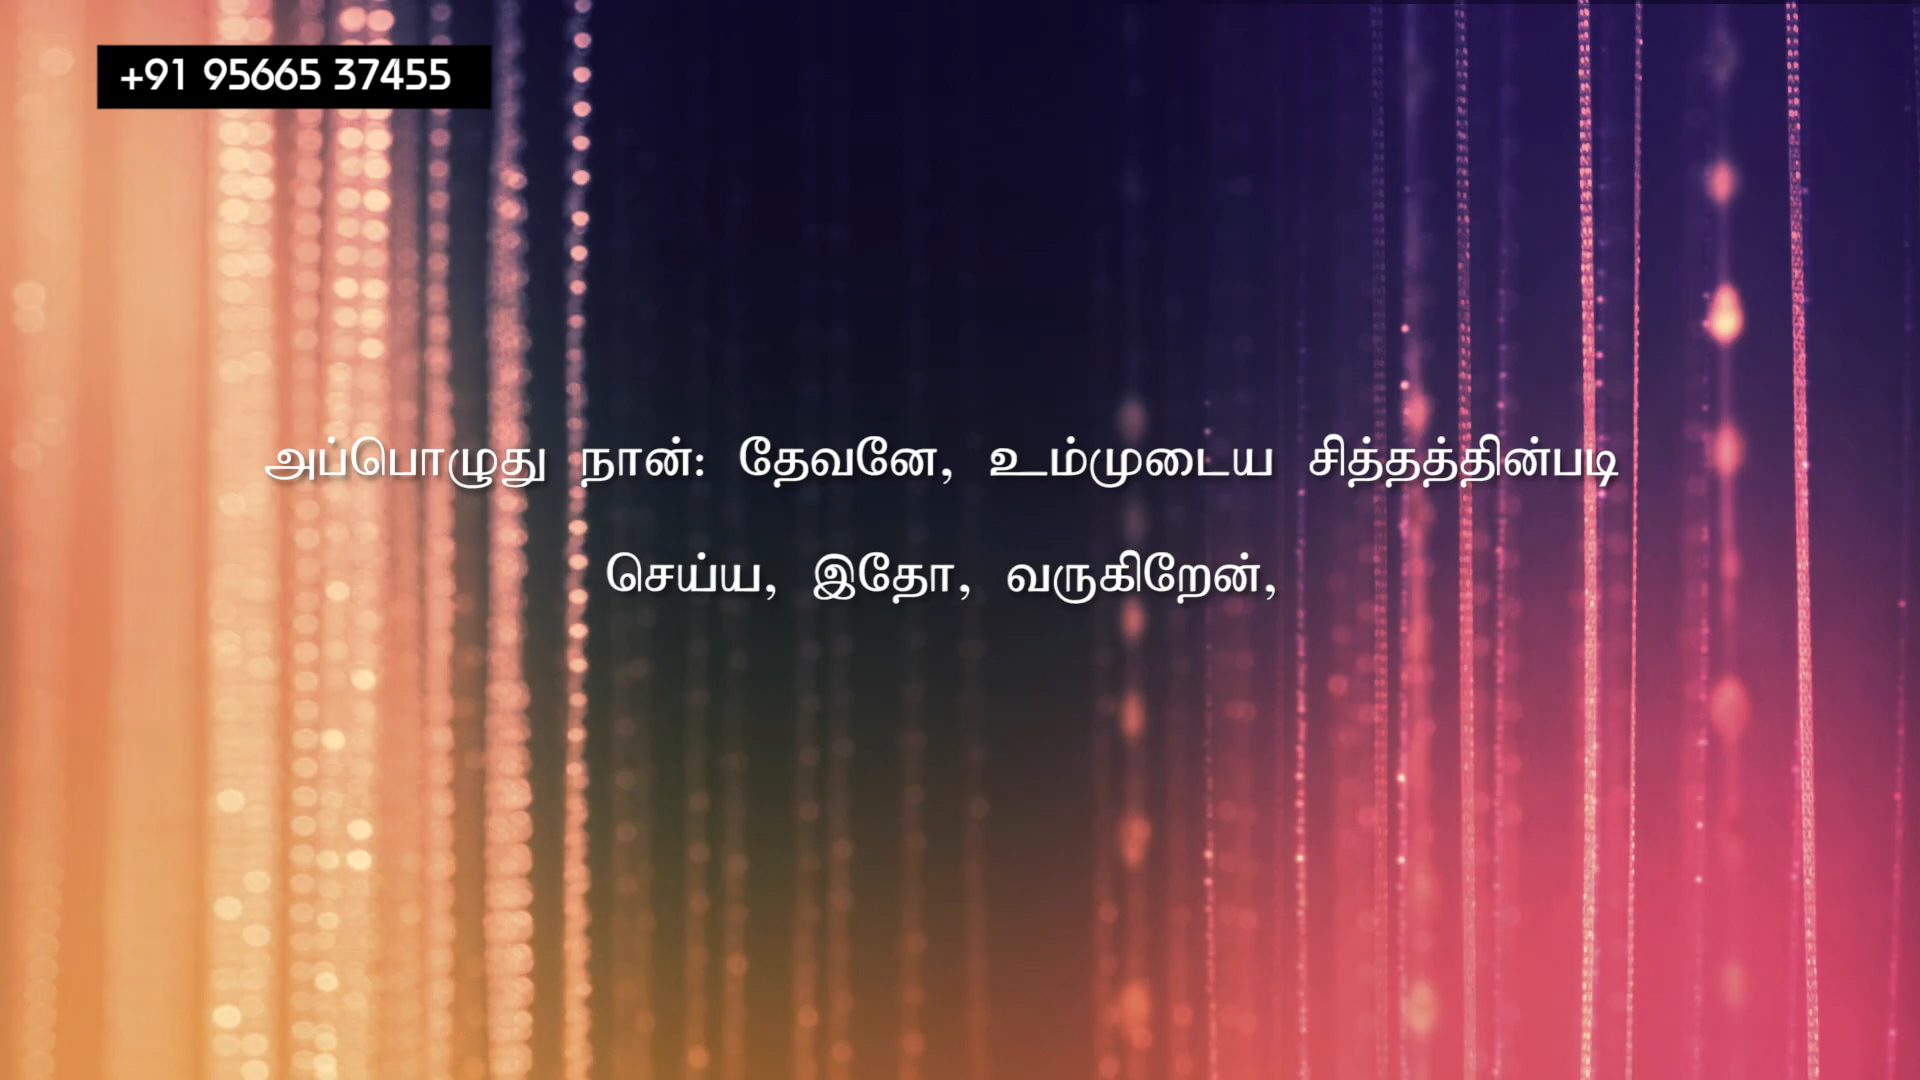 +91 95665 37455
அப்பொழுது நான்: தேவனே, உம்முடைய சித்தத்தின்படி
செய்ய, இதோ, வருகிறேன்,